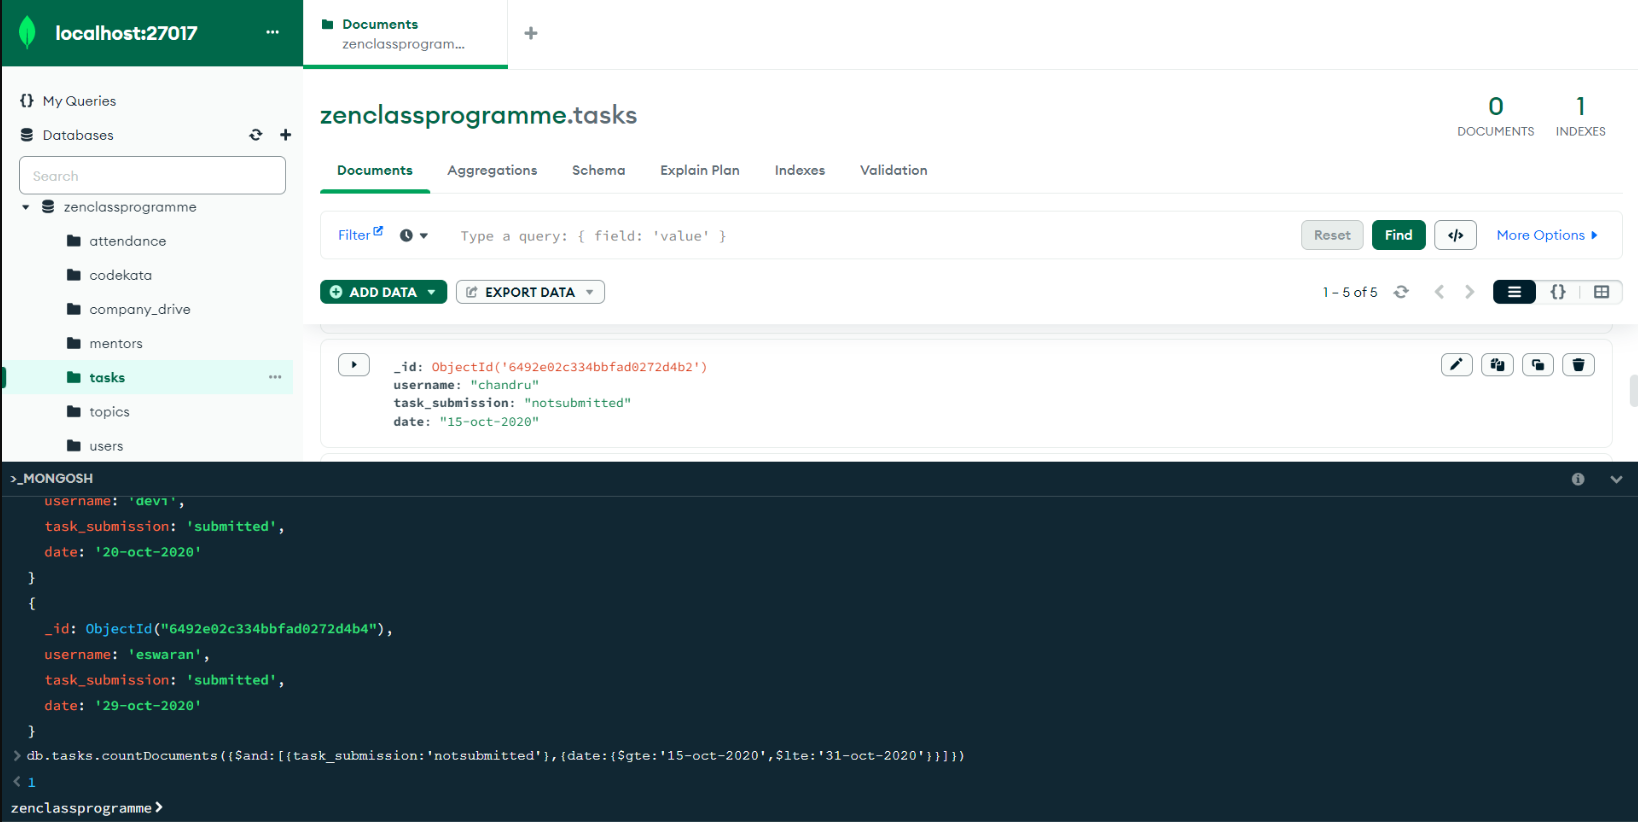 localhost:27017
...
Documents
zenclassprogram...
+
{} My Queries
Databases
Search
zenclassprogramme
attendance
codekata
company_drive
mentors
tasks ...
topics
users
zenclassprogramme.tasks
0
DOCUMENTS
1
INDEXES
Documents Aggregations Schema Explain Plan Indexes Validation
Filter Type a query: { field: 'value' } Reset Find </> More Options
ADD DATA EXPORT DATA 1 – 5 of 5 {}
_id: ObjectId('6492e02c334bbfad0272d4b2')
username: "chandru"
task_submission: "notsubmitted"
date: "15-oct-2020"
>_MONGOSH
username: 'devi',
task_submission: 'submitted',
date: '20-oct-2020'
}
{
_id: ObjectId("6492e02c334bbfad0272d4b4"),
username: 'eswaran',
task_submission: 'submitted',
date: '29-oct-2020'
}
> db.tasks.countDocuments({$and:[{task_submission:'notsubmitted'},{date:{$gte:'15-oct-2020',$lte:'31-oct-2020'}}]})
< 1
zenclassprogramme>